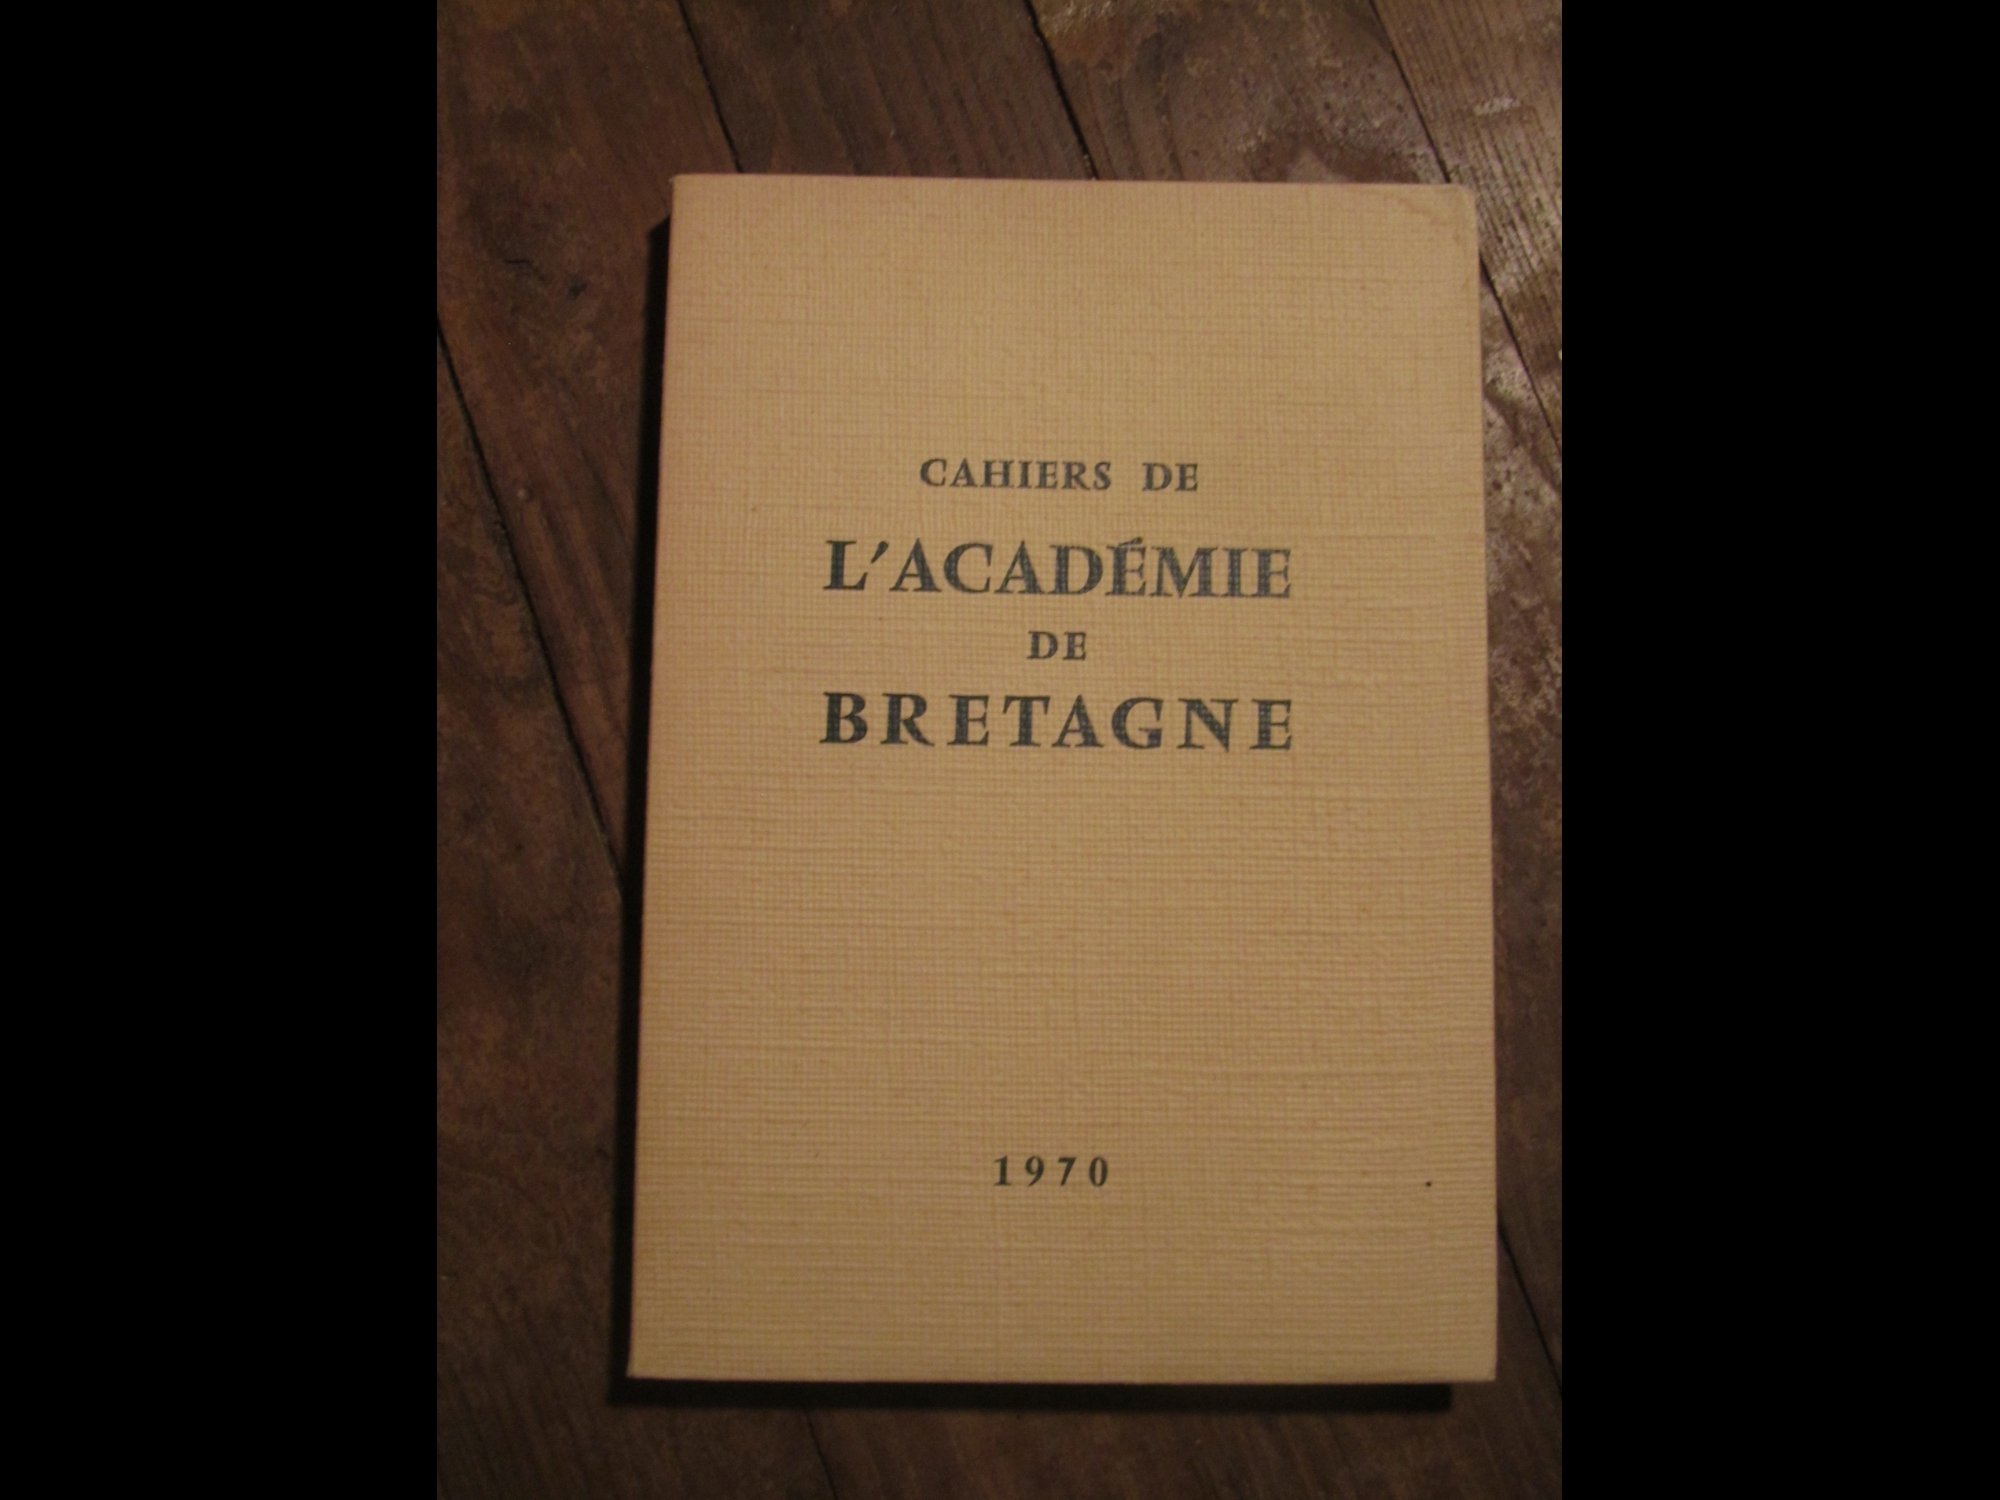 CAHIERS DE
L'ACADÉMIE
DE
BRETAGNE
1970